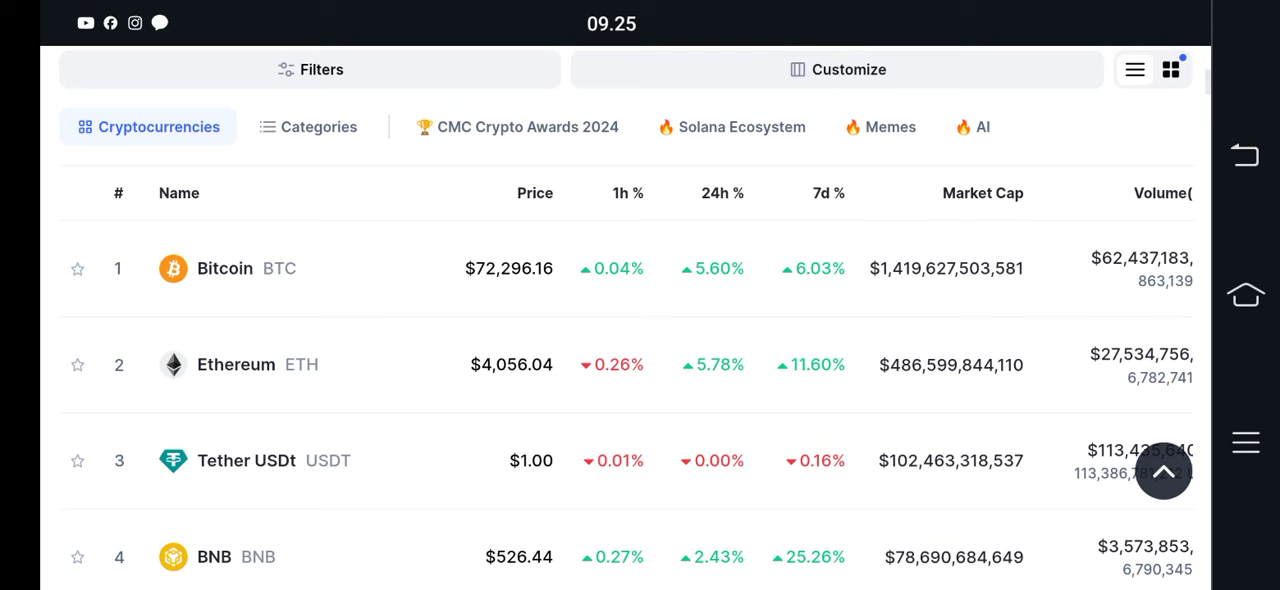 09.25
Filters
Customize
Cryptocurrencies Categories 🏆 CMC Crypto Awards 2024 🔥 Solana Ecosystem 🔥 Memes 🔥 AI
# Name Price 1h % 24h % 7d % Market Cap Volume(
1 Bitcoin BTC $72,296.16 0.04% 5.60% 6.03% $1,419,627,503,581 $62,437,183,
863,139
2 Ethereum ETH $4,056.04 0.26% 5.78% 11.60% $486,599,844,110 $27,534,756,
6,782,741
3 Tether USDt USDT $1.00 0.01% 0.00% 0.16% $102,463,318,537 $113,435,640
4 BNB BNB $526.44 0.27% 2.43% 25.26% $78,690,684,649 $3,573,853,
6,790,345